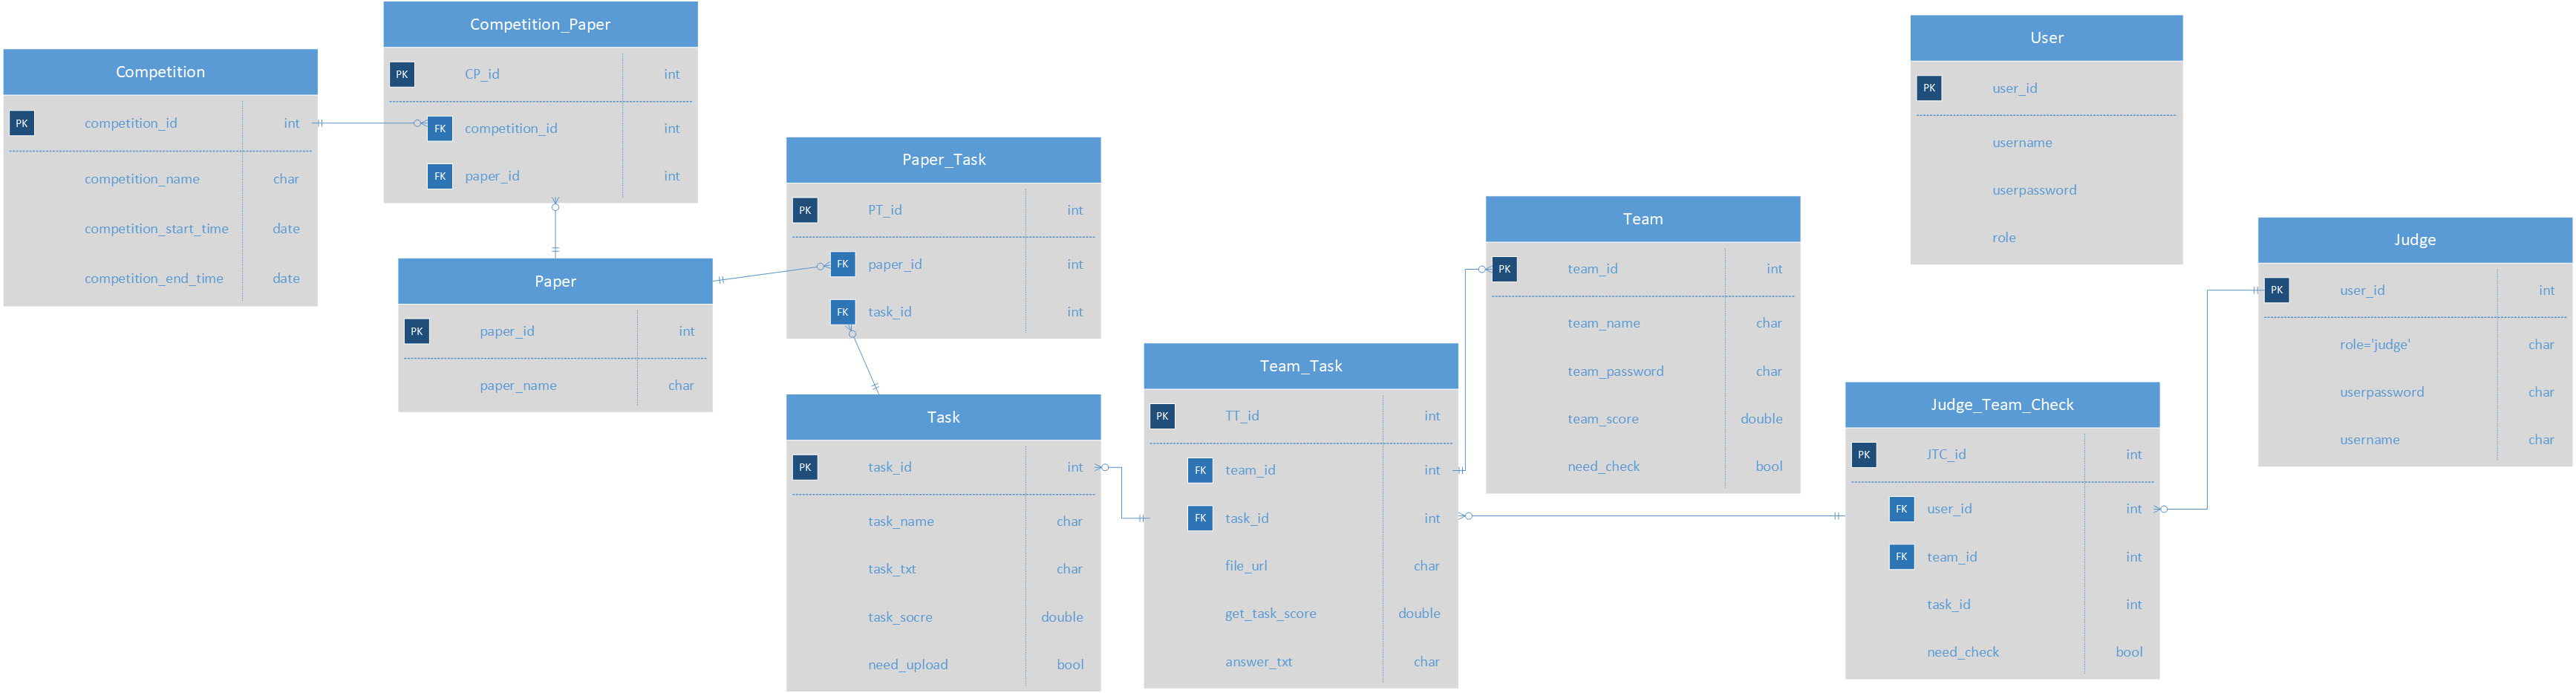 Competition
PK competition_id int
competition_name char
competition_start_time date
competition_end_time date
Competition_Paper
PK CP_id int
FK competition_id int
FK paper_id int
Paper
PK paper_id int
paper_name char
Paper_Task
PK PT_id int
FK paper_id int
FK task_id int
Task
PK task_id int
task_name char
task_txt char
task_socre double
need_upload bool
Team_Task
PK TT_id int
FK team_id int
FK task_id int
file_url char
get_task_score double
answer_txt char
Team
PK team_id int
team_name char
team_password char
team_score double
need_check bool
User
PK user_id
username
userpassword
role
Judge_Team_Check
PK JTC_id int
FK user_id int
FK team_id int
task_id int
need_check bool
Judge
PK user_id int
role='judge' char
userpassword char
username char